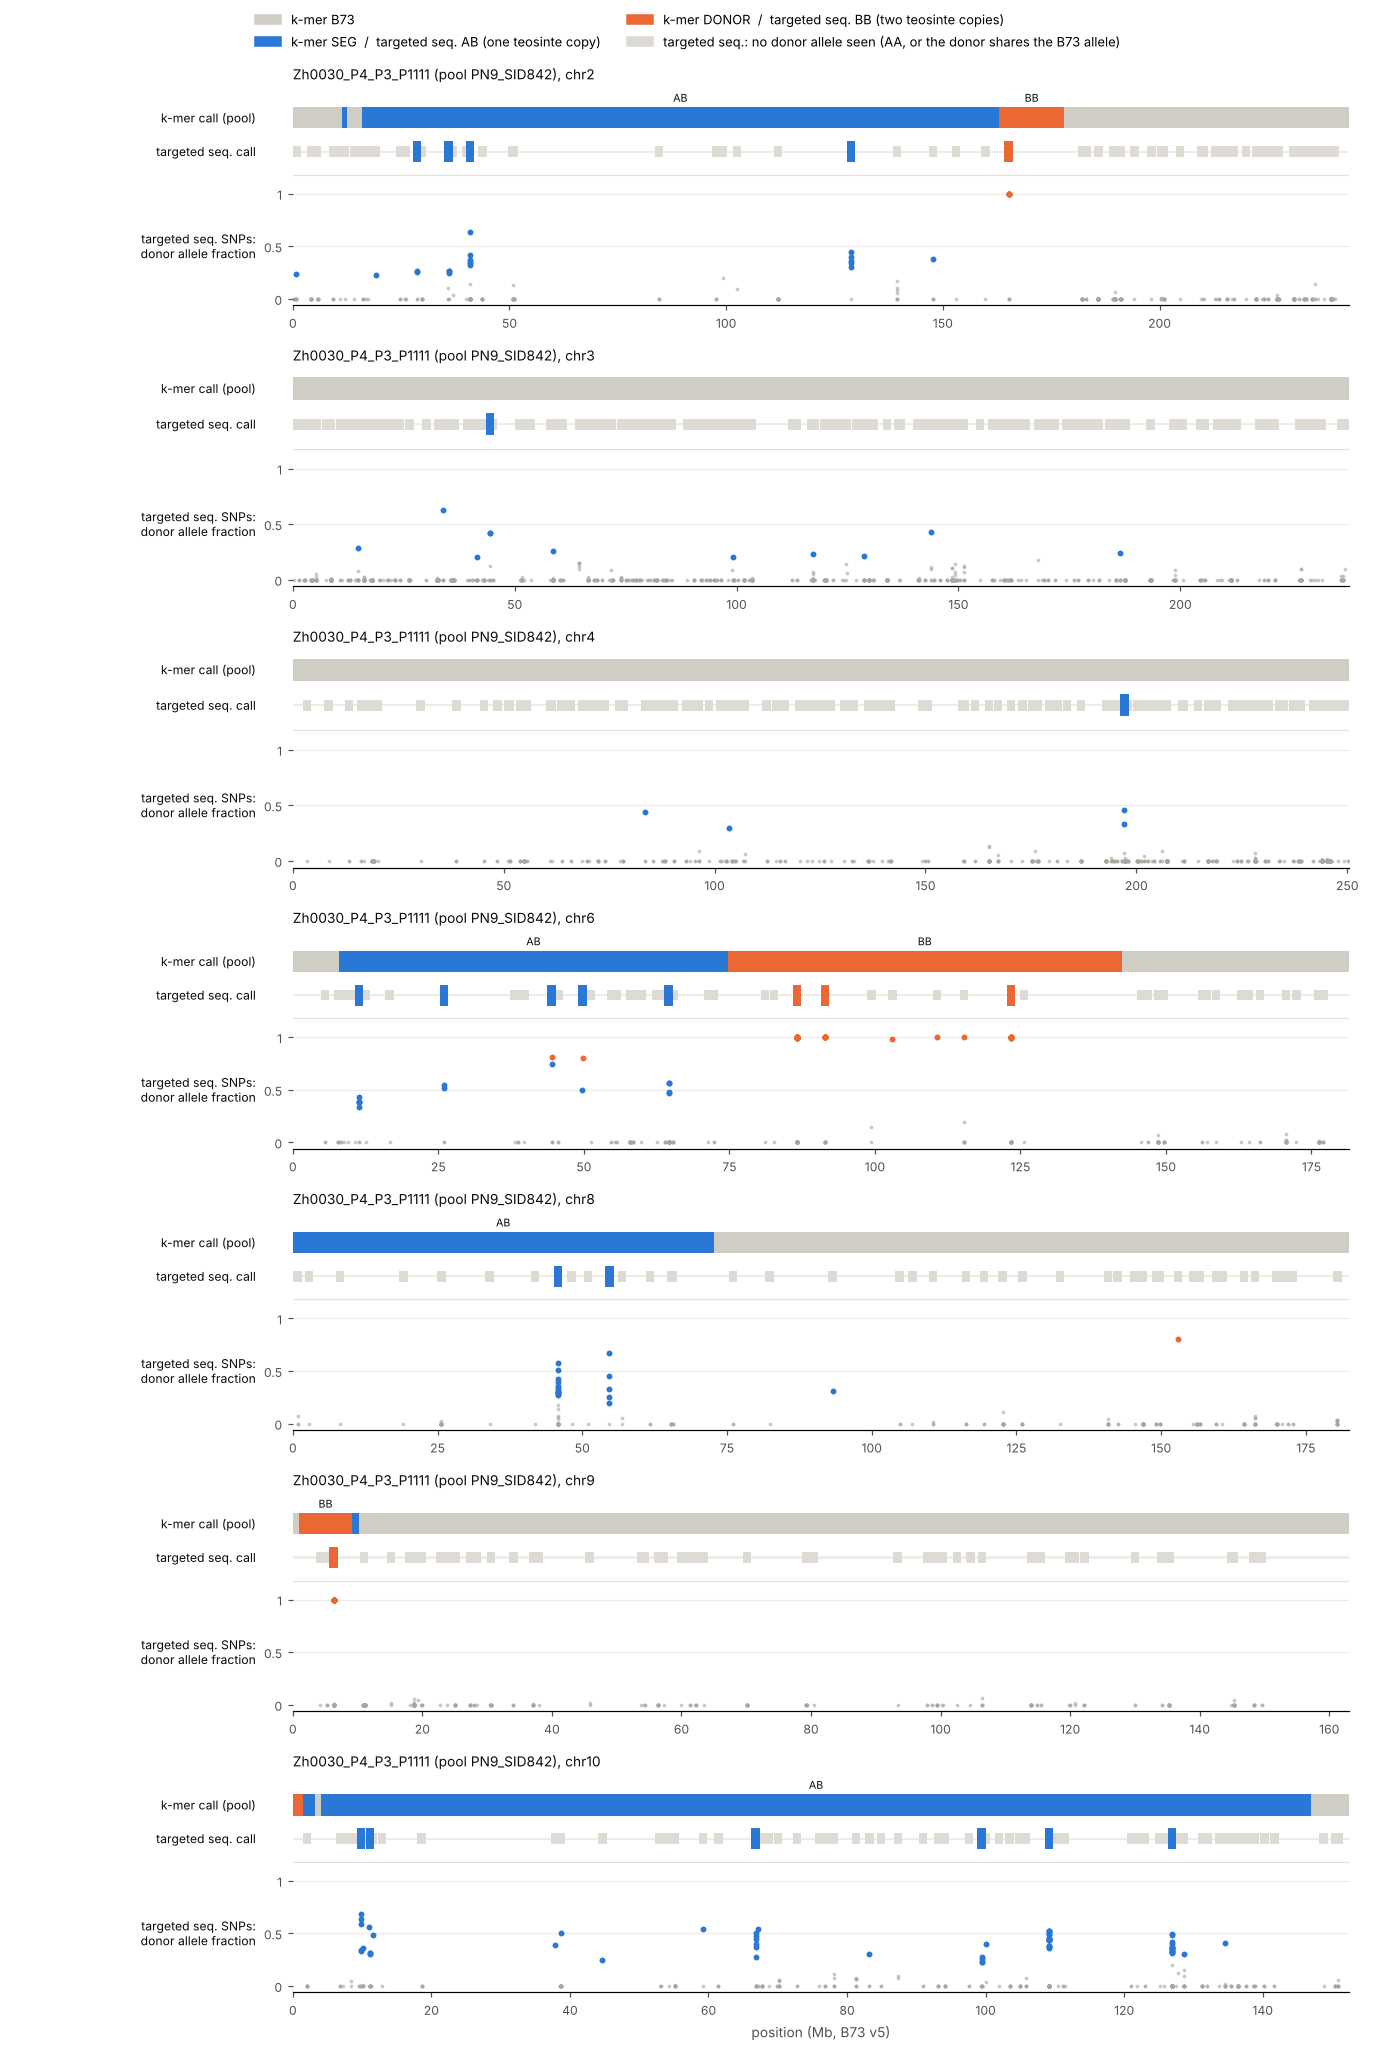 k-mer B73
k-mer DONOR / targeted seq. BB (two teosinte copies)
k-mer SEG / targeted seq. AB (one teosinte copy)
targeted seq.: no donor allele seen (AA, or the donor shares the B73 allele)
Zh0030_P4_P3_P1111 (pool PN9_SID842), chr2
AB
BB
k-mer call (pool)
targeted seq. call
1
targeted seq. SNPs:
donor allele fraction
0.5
0
0 50 100 150 200
Zh0030_P4_P3_P1111 (pool PN9_SID842), chr3
k-mer call (pool)
targeted seq. call
1
targeted seq. SNPs:
donor allele fraction
0.5
0
0 50 100 150 200
Zh0030_P4_P3_P1111 (pool PN9_SID842), chr4
k-mer call (pool)
targeted seq. call
1
targeted seq. SNPs:
donor allele fraction
0.5
0
0 50 100 150 200 250
Zh0030_P4_P3_P1111 (pool PN9_SID842), chr6
AB
BB
k-mer call (pool)
targeted seq. call
1
targeted seq. SNPs:
donor allele fraction
0.5
0
0 25 50 75 100 125 150 175
Zh0030_P4_P3_P1111 (pool PN9_SID842), chr8
AB
k-mer call (pool)
targeted seq. call
1
targeted seq. SNPs:
donor allele fraction
0.5
0
0 25 50 75 100 125 150 175
Zh0030_P4_P3_P1111 (pool PN9_SID842), chr9
BB
k-mer call (pool)
targeted seq. call
1
targeted seq. SNPs:
donor allele fraction
0.5
0
0 20 40 60 80 100 120 140 160
Zh0030_P4_P3_P1111 (pool PN9_SID842), chr10
AB
k-mer call (pool)
targeted seq. call
1
targeted seq. SNPs:
donor allele fraction
0.5
0
0 20 40 60 80 100 120 140
position (Mb, B73 v5)